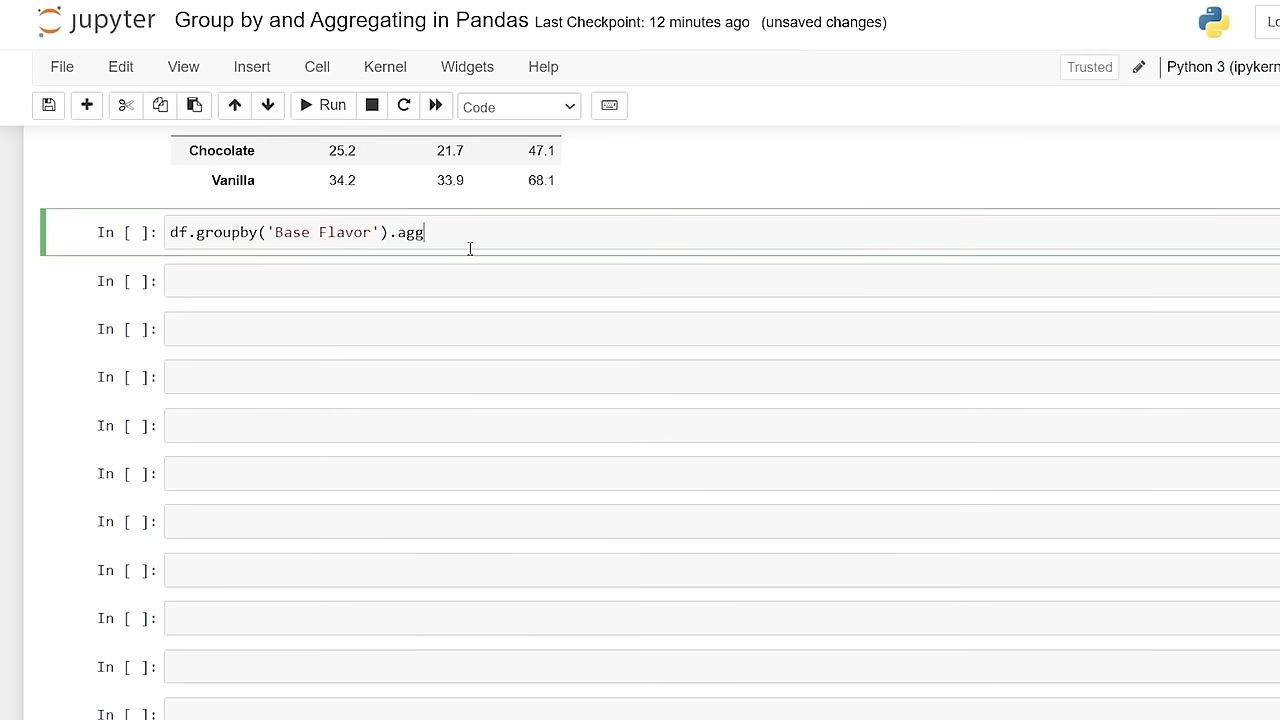 jupyter Group by and Aggregating in Pandas Last Checkpoint: 12 minutes ago (unsaved changes)
File Edit View Insert Cell Kernel Widgets Help Trusted Python 3 (ipykern
Run Code
Chocolate 25.2 21.7 47.1
Vanilla 34.2 33.9 68.1
In [ ]: df.groupby('Base Flavor').agg
In [ ]:
In [ ]:
In [ ]:
In [ ]:
In [ ]:
In [ ]:
In [ ]:
In [ ]:
In [ ]:
In [ ]: